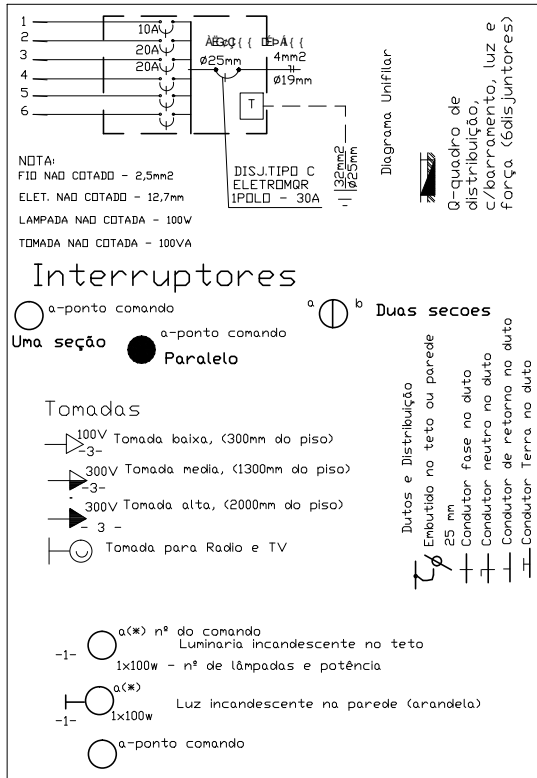 1
2
3
4
5
6
10A
20A
20A
Ø25mm
4mm2
Ø19mm
T
32mm2
Ø25mm
DISJ.TIPO C
ELETROMQR
1POLO - 30A
Diagrama Unifilar
Q-quadro de
distribuição,
c/barramento, luz e
força (6disjuntores)
NOTA:
FIO NAO COTADO - 2,5mm2
ELET. NAO COTADO - 12,7mm
LAMPADA NAO COTADA - 100W
TOMADA NAO COTADA - 100VA
Interruptores
a-ponto comando
Uma seção
a-ponto comando
Paralelo
a
b
Duas secoes
Tomadas
100V
-3-
Tomada baixa, (300mm do piso)
300V
-3-
Tomada media, (1300mm do piso)
300V
- 3 -
Tomada alta, (2000mm do piso)
Tomada para Radio e TV
Dutos e Distribuição
Embutido no teto ou parede
25 mm
Condutor fase no duto
Condutor neutro no duto
Condutor de retorno no duto
Condutor Terra no duto
-1-
a(*) nº do comando
Luminaria incandescente no teto
1x100w - nº de lâmpadas e potência
a(*)
-1-
1x100w
Luz incandescente na parede (arandela)
a-ponto comando